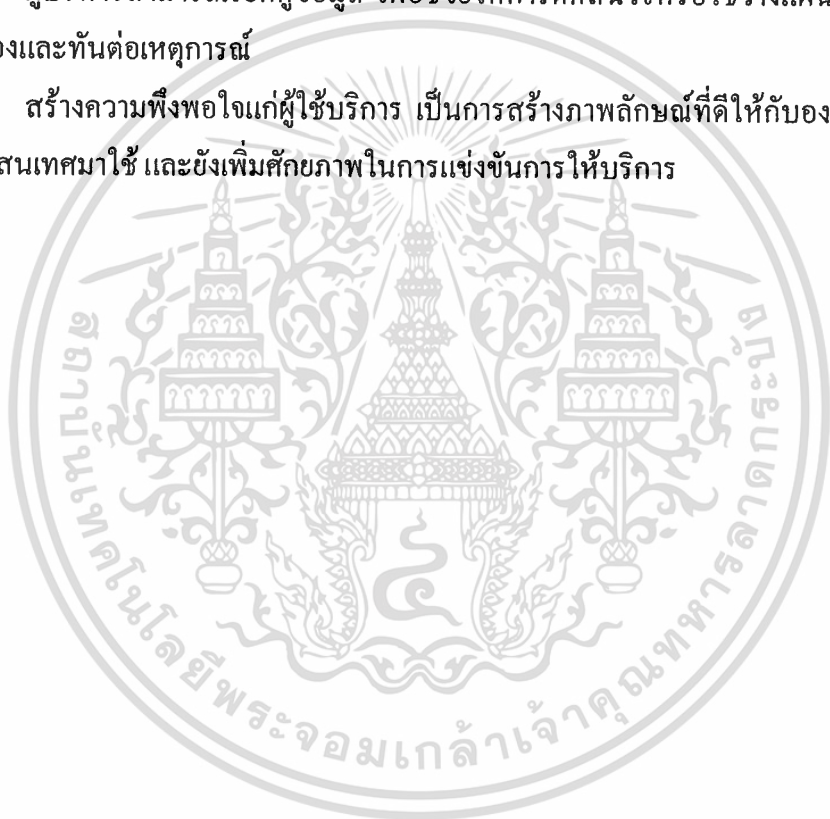 องและทันต่อเหตุการณ์
สร้างความพึงพอใจแก่ผู้ใช้บริการ เป็นการสร้างภาพลักษณ์ที่ดีให้กับอง
สนเทศมาใช้ และยังเพิ่มศักยภาพในการแข่งขันการให้บริการ
สถาบันเทคโนโลยีพระจอมเกล้าเจ้าคุณทหารลาดกระบัง